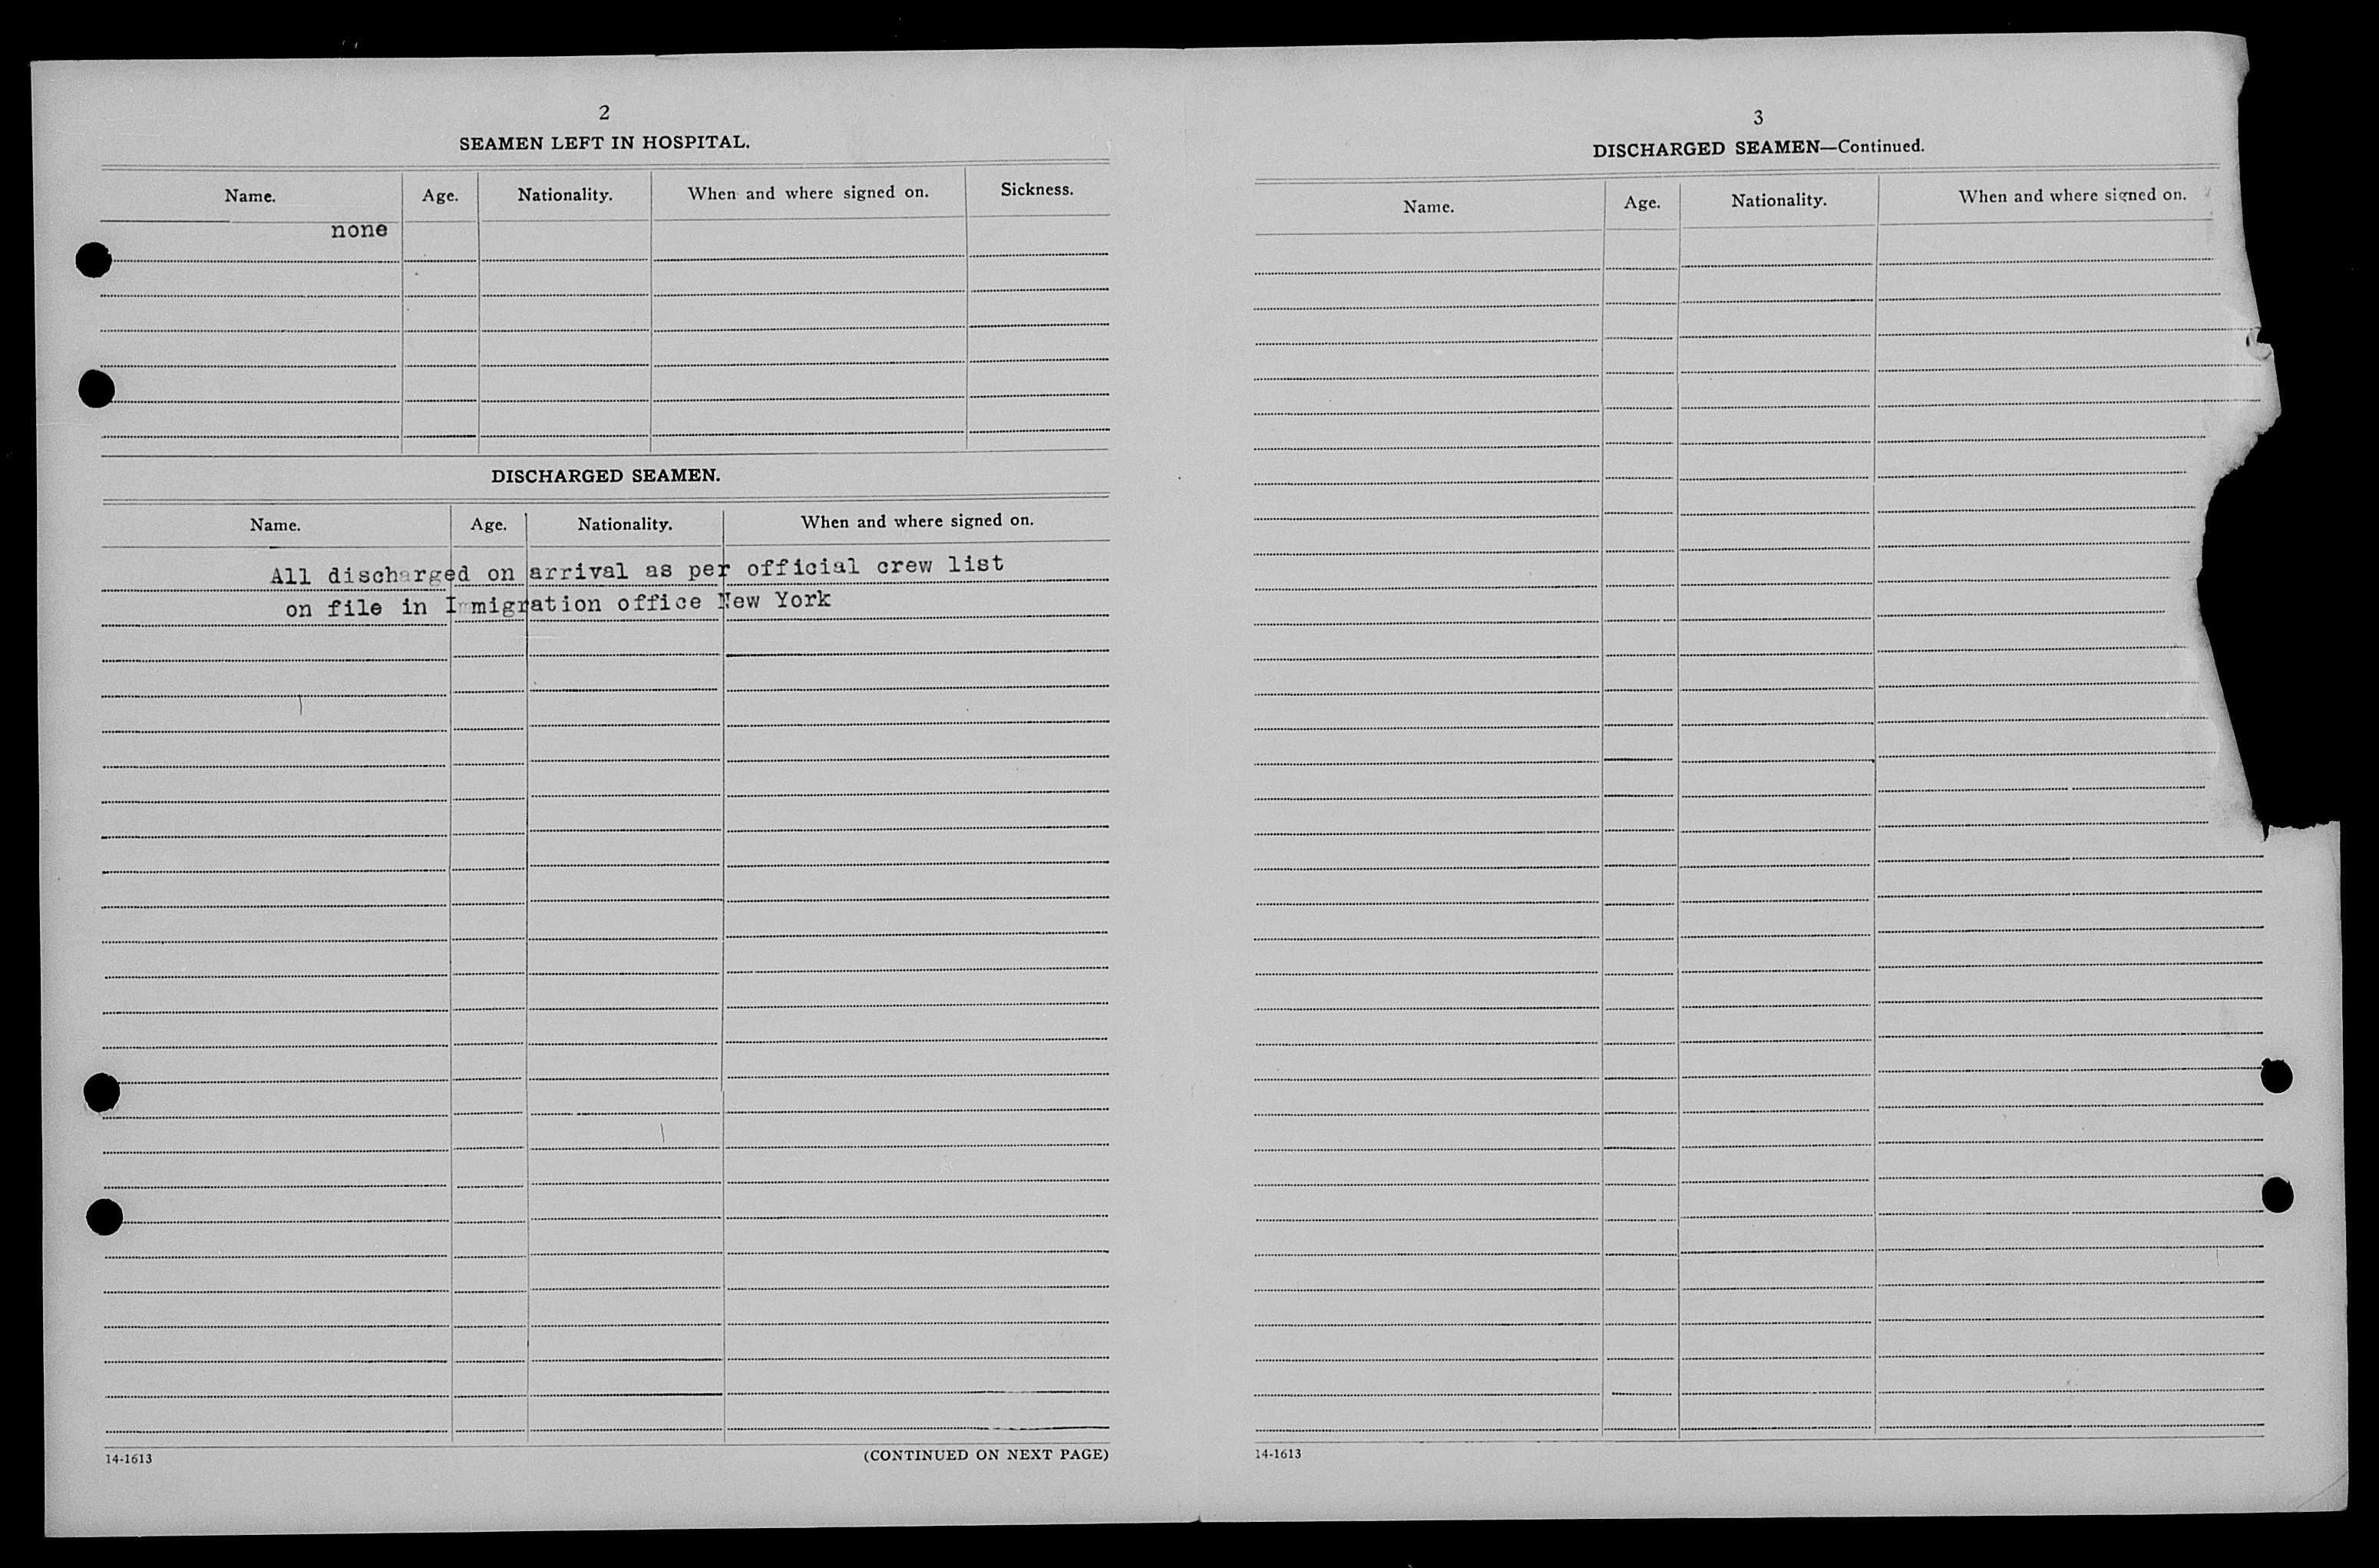 2
SEAMEN LEFT IN HOSPITAL.
Name. Age. Nationality. When and where signed on. Sickness.
none
DISCHARGED SEAMEN.
Name. Age. Nationality. When and where signed on.
All discharged on arrival as per official crew list
on file in Immigration office New York
14-1613 (CONTINUED ON NEXT PAGE)
3
DISCHARGED SEAMEN—Continued.
Name. Age. Nationality. When and where signed on.
14-1613